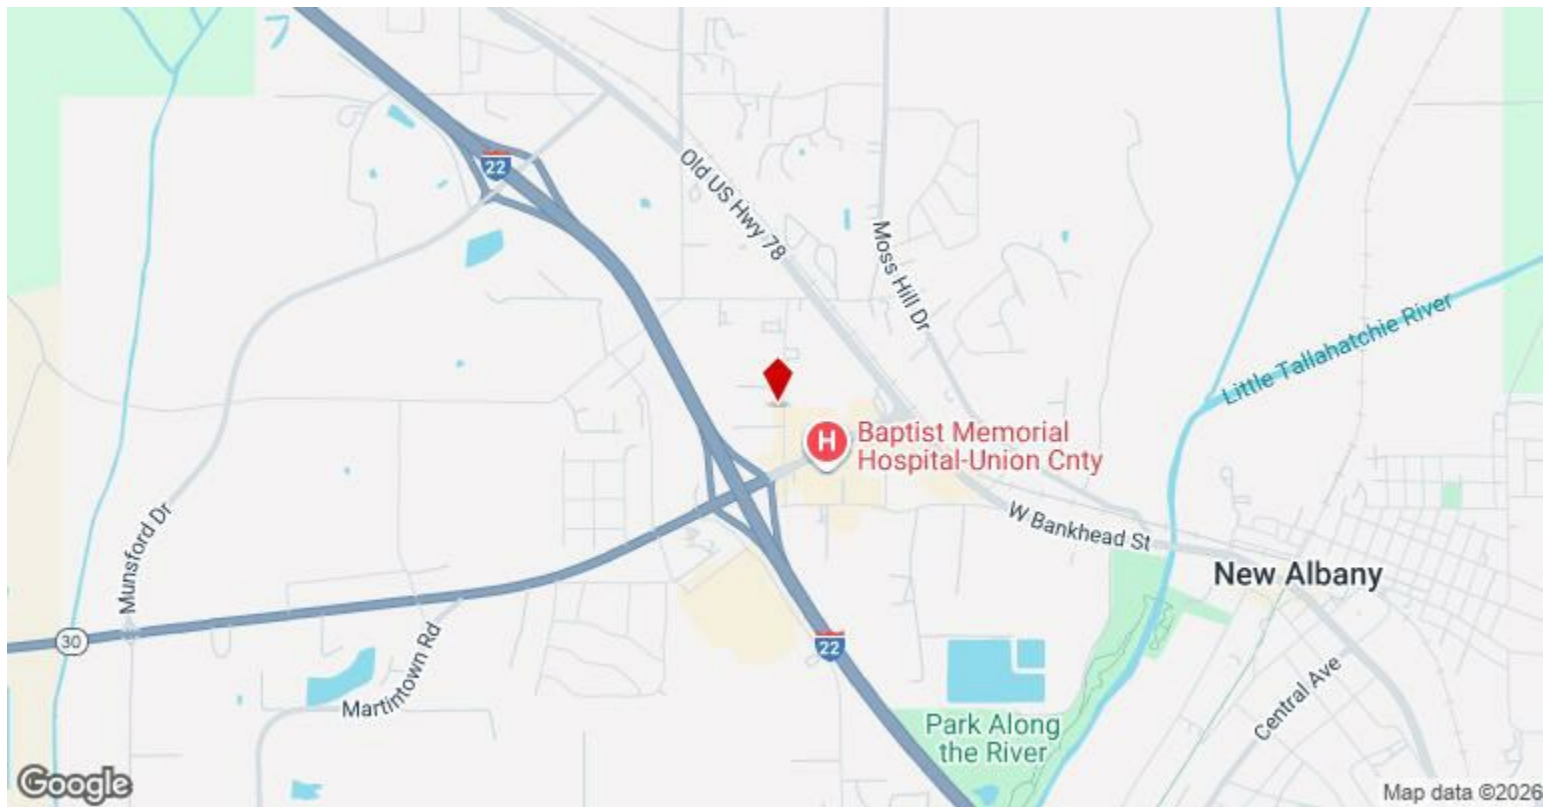 22
Old US Hwy 78
Moss Hill Dr
Little Tallahatchie River
H
Baptist Memorial
Hospital-Union Cnty
Munsford Dr
W Bankhead St
New Albany
30
22
Martintown Rd
Central Ave
Park Along
the River
Google
Map data ©2026